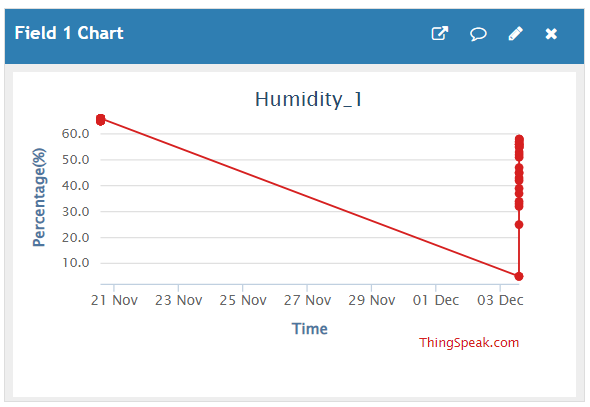 Field 1 Chart
Humidity_1
Percentage(%)
60.0
50.0
40.0
30.0
20.0
10.0
21 Nov 23 Nov 25 Nov 27 Nov 29 Nov 01 Dec 03 Dec
Time
ThingSpeak.com